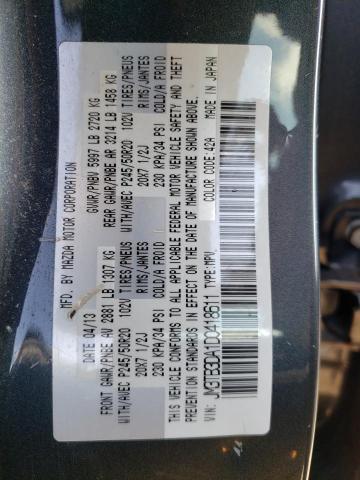 MFD. BY MAZDA MOTOR CORPORATION
DATE 04/13 GVWR/PNBV 5997 LB 2720 KG
FRONT GAWR/PNBE AV 2881 LB 1307 KG REAR GAWR/PNBE AR 3214 LB 1458 KG
WITH/AVEC P245/50R20 102V TIRES/PNEUS WITH/AVEC P245/50R20 102V TIRES/PNEUS
20X7 1/2J RIMS/JANTES 20X7 1/2J RIMS/JANTES
230 KPA/34 PSI COLD/A FROID 230 KPA/34 PSI COLD/A FROID
THIS VEHICLE CONFORMS TO ALL APPLICABLE FEDERAL MOTOR VEHICLE SAFETY AND THEFT
PREVENTION STANDARDS IN EFFECT ON THE DATE OF MANUFACTURE SHOWN ABOVE.
VIN: JM3TB3DA1D0418611 TYPE: MPV COLOR CODE: 42A MADE IN JAPAN